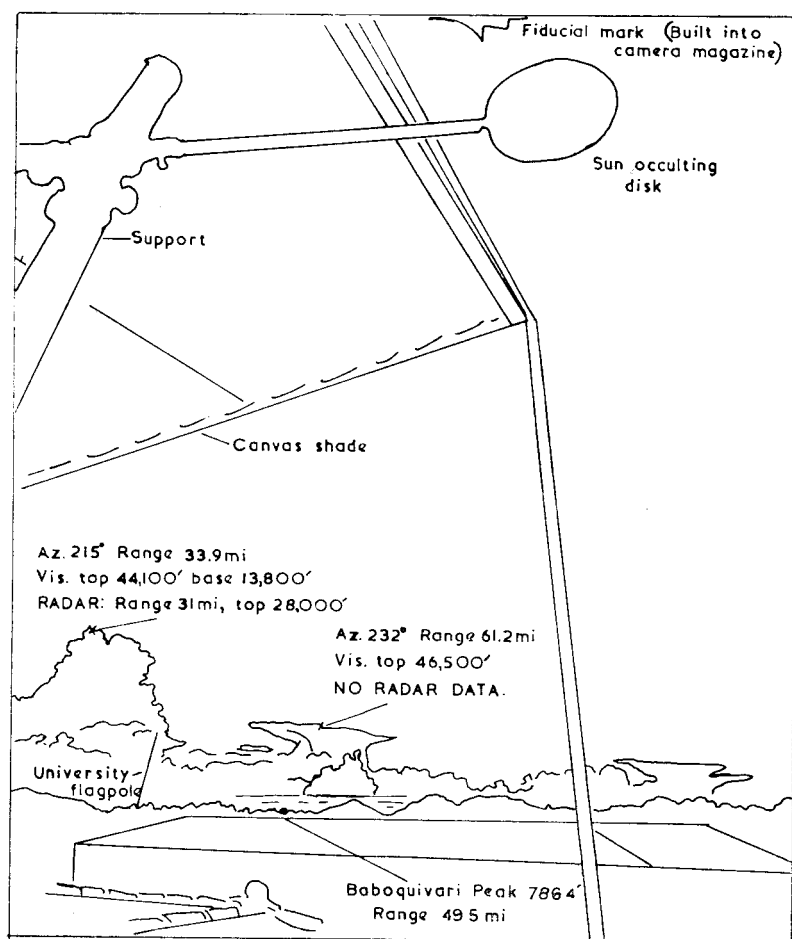 Fiducial mark (Built into
camera magazine)
Sun occulting
disk
Support
Canvas shade
Az. 215° Range 33.9mi
Vis. top 44,100′ base 13,800′
RADAR: Range 31mi, top 28,000′
Az. 232° Range 61.2mi
Vis. top 46,500′
NO RADAR DATA.
University
flagpole
Baboquivari Peak 7864′
Range 49.5 mi